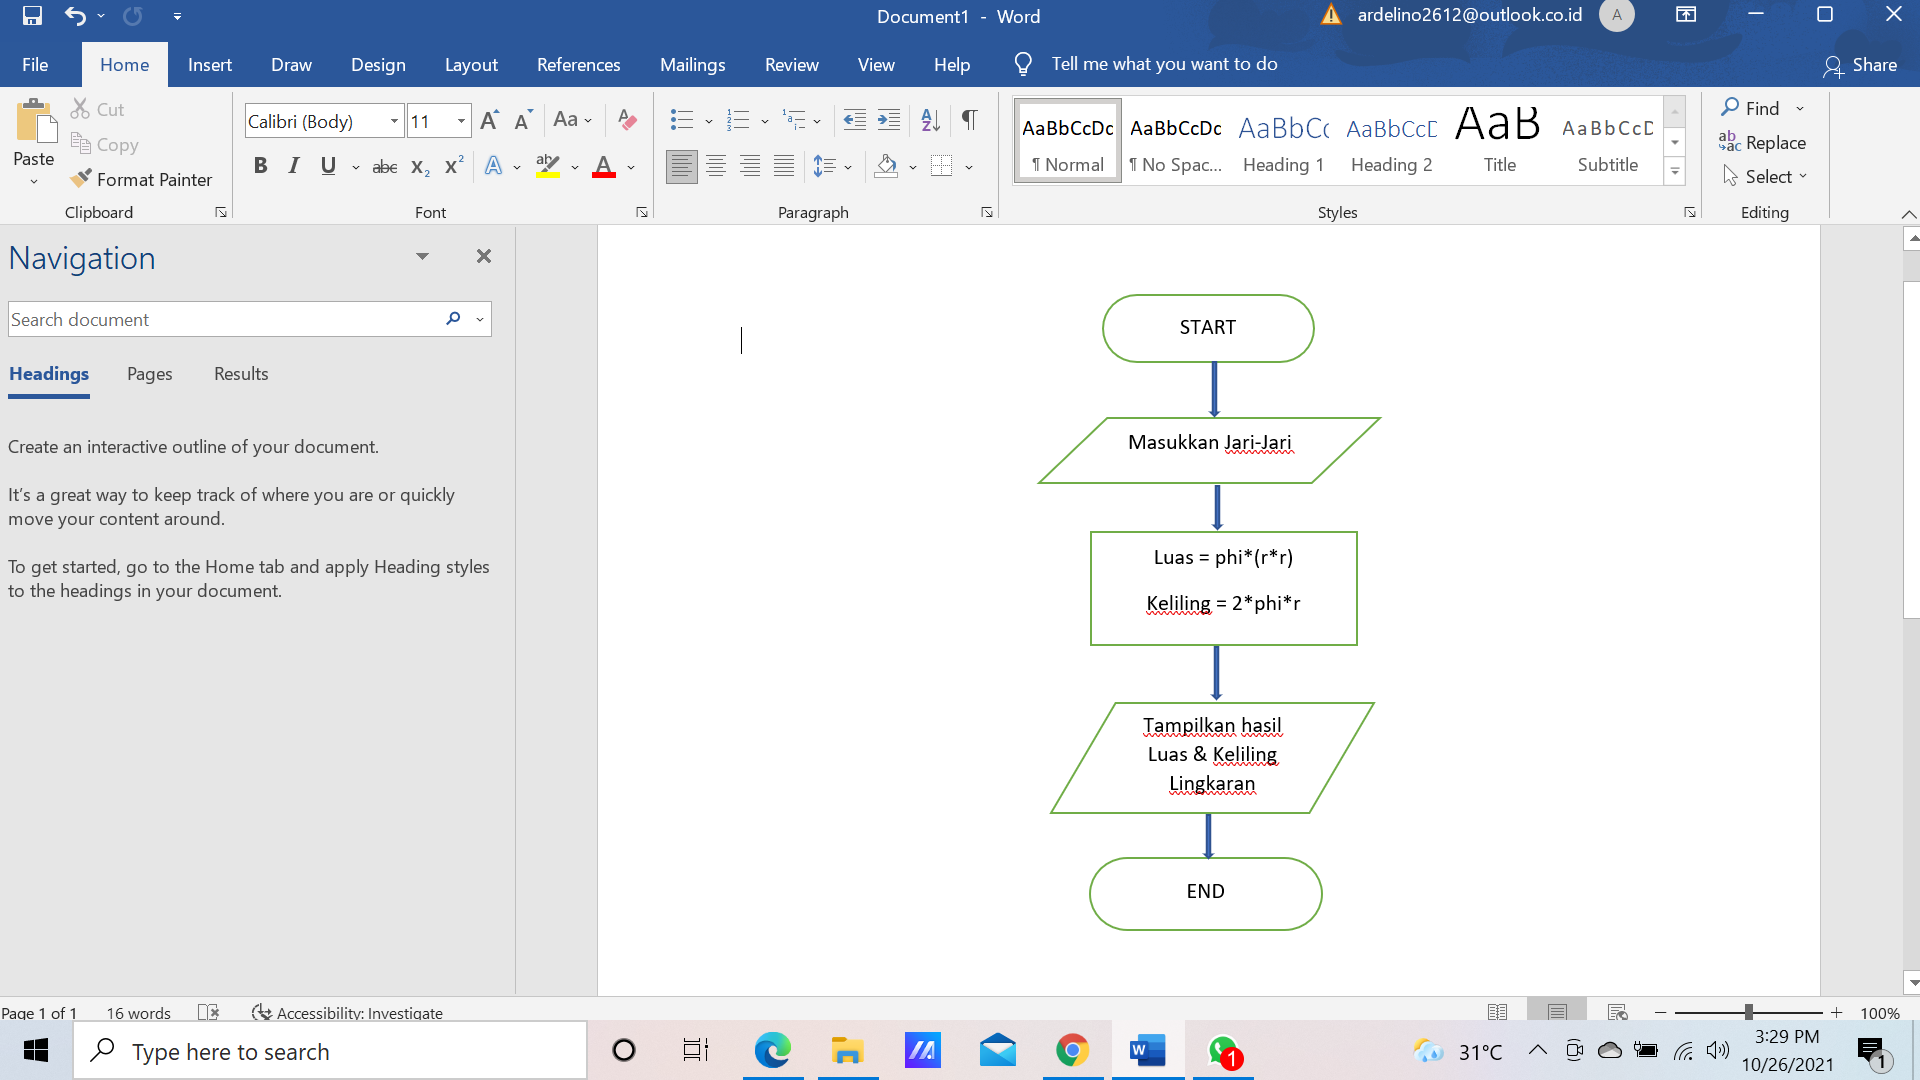 Document1 - Word
ardelino2612@outlook.co.id
A
File Home Insert Draw Design Layout References Mailings Review View Help Tell me what you want to do Share
Paste
Cut
Copy
Format Painter
Clipboard
Calibri (Body) 11
Font
Paragraph
AaBbCcDc AaBbCcDc AaBbCc AaBbCcD AaB AaBbCcD
¶ Normal ¶ No Spac... Heading 1 Heading 2 Title Subtitle
Styles
Find
Replace
Select
Editing
Navigation
Search document
Headings Pages Results
Create an interactive outline of your document.
It's a great way to keep track of where you are or quickly
move your content around.
To get started, go to the Home tab and apply Heading styles
to the headings in your document.
START
Masukkan Jari-Jari
Luas = phi*(r*r)
Keliling = 2*phi*r
Tampilkan hasil
Luas & Keliling
Lingkaran
END
Page 1 of 1 16 words Accessibility: Investigate 100%
Type here to search
1
31°C
3:29 PM
10/26/2021
1